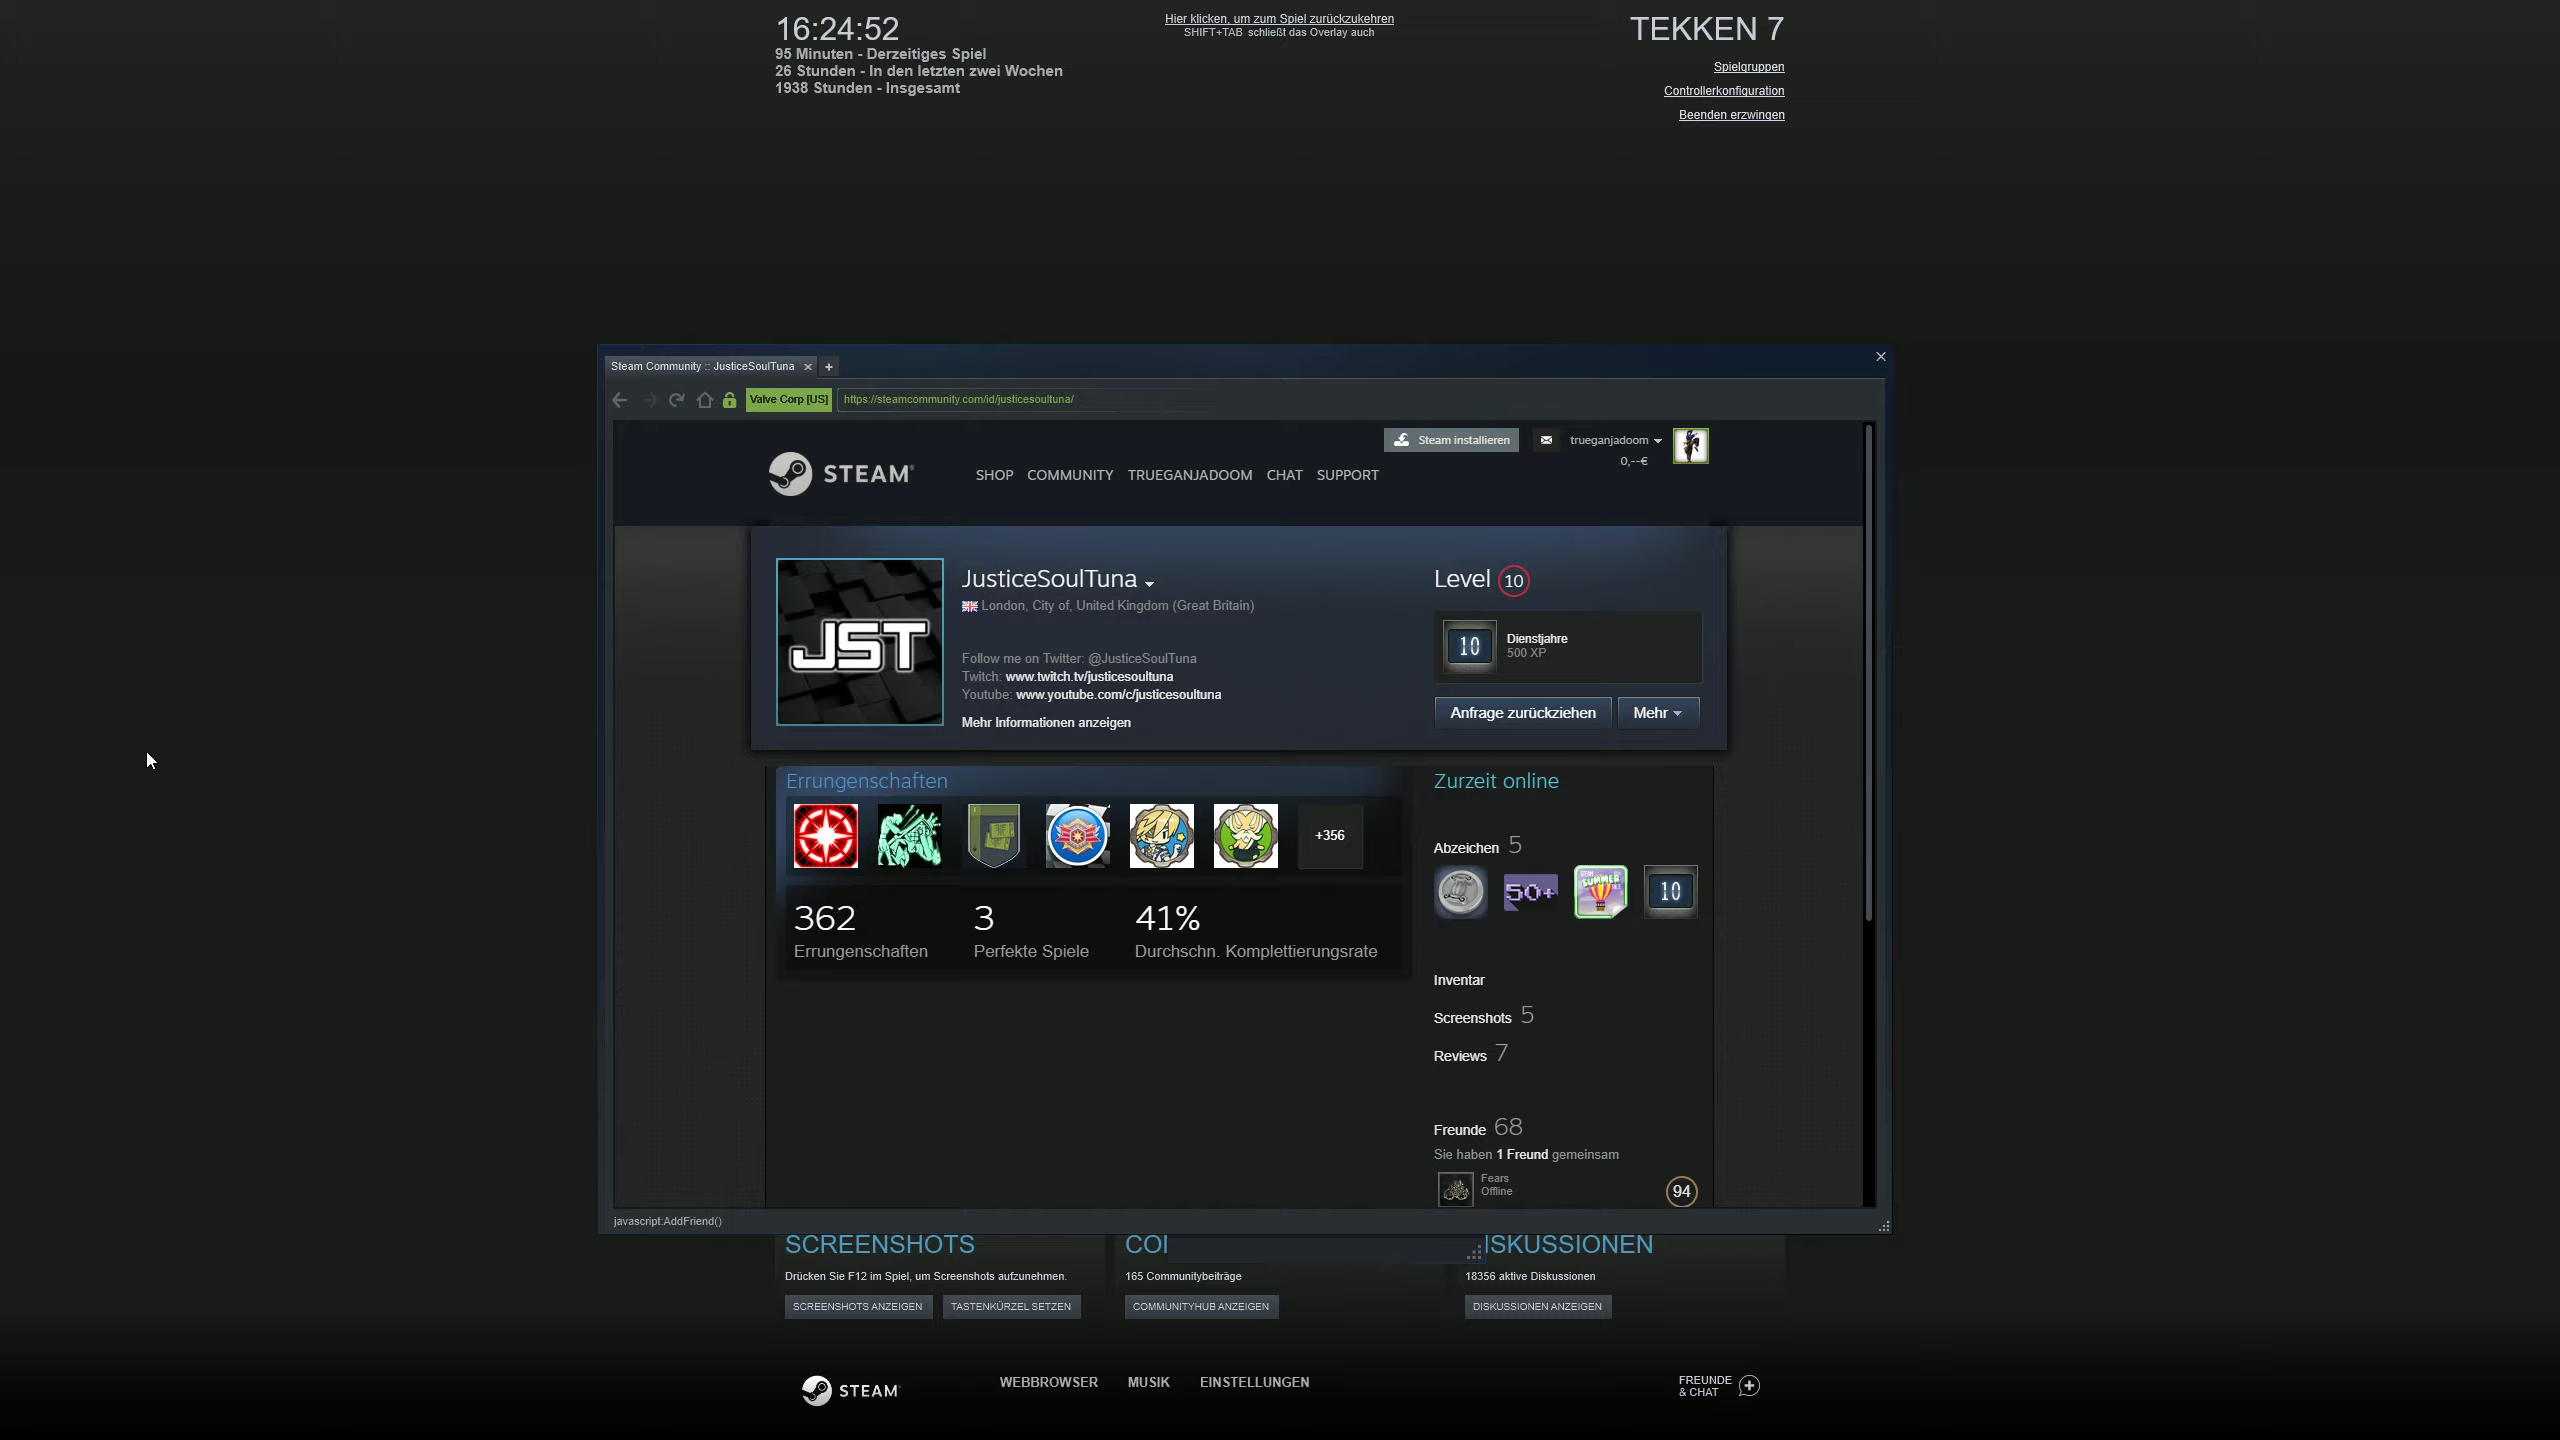 16:24:52
95 Minuten - Derzeitiges Spiel
26 Stunden - In den letzten zwei Wochen
1938 Stunden - Insgesamt
Hier klicken, um zum Spiel zurückzukehren
SHIFT+TAB schließt das Overlay auch
TEKKEN 7
Spielgruppen
Controllerkonfiguration
Beenden erzwingen
Steam Community :: JusticeSoulTuna
Valve Corp [US]
https://steamcommunity.com/id/justicesoultuna/
Steam installieren
trueganjadoom
0,--€
STEAM
SHOP COMMUNITY TRUEGANJADOOM CHAT SUPPORT
JST
JusticeSoulTuna
London, City of, United Kingdom (Great Britain)
Follow me on Twitter: @JusticeSoulTuna
Twitch: www.twitch.tv/justicesoultuna
Youtube: www.youtube.com/c/justicesoultuna
Mehr Informationen anzeigen
Level 10
10
Dienstjahre
500 XP
Anfrage zurückziehen
Mehr
Errungenschaften
+356
362
Errungenschaften
3
Perfekte Spiele
41%
Durchschn. Komplettierungsrate
Zurzeit online
Abzeichen 5
50+
SUMMER
10
Inventar
Screenshots 5
Reviews 7
Freunde 68
Sie haben 1 Freund gemeinsam
Fears
Offline
94
javascript:AddFriend()
SCREENSHOTS
Drücken Sie F12 im Spiel, um Screenshots aufzunehmen.
SCREENSHOTS ANZEIGEN
TASTENKÜRZEL SETZEN
COM
165 Communitybeiträge
COMMUNITYHUB ANZEIGEN
ISKUSSIONEN
18356 aktive Diskussionen
DISKUSSIONEN ANZEIGEN
STEAM
WEBBROWSER MUSIK EINSTELLUNGEN
FREUNDE
& CHAT